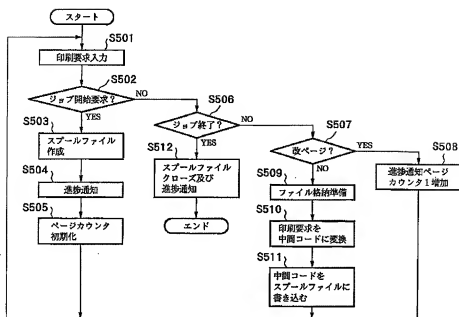 スタート
S501
印刷要求入力
S502
ジョブ開始要求?
NO
YES
S503
スプールファイル
作成
S504
進捗通知
S505
ページカウンタ
初期化
S506
ジョブ終了?
NO
YES
S512
スプールファイル
クローズ及び
進捗通知
エンド
S507
改ページ?
YES
NO
S508
進捗通知ページ
カウンタ1増加
S509
ファイル格納準備
S510
印刷要求を
中間コードに変換
S511
中間コードを
スプールファイルに
書き込む